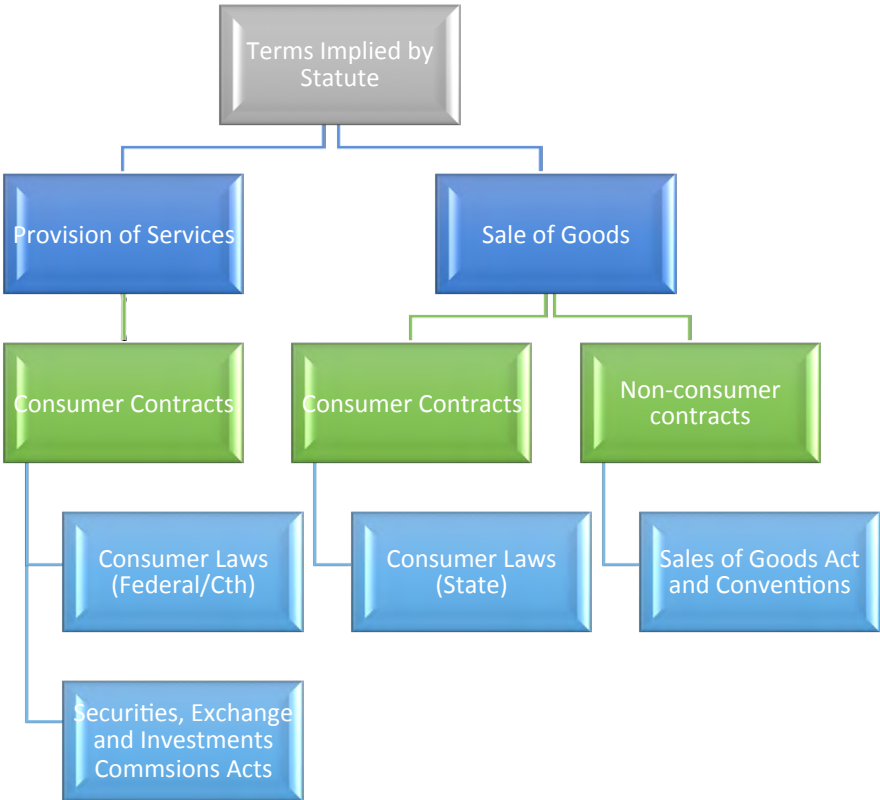 Terms Implied by
Statute
Provision of Services
Sale of Goods
Consumer Contracts
Consumer Contracts
Non-consumer
contracts
Consumer Laws
(Federal/Cth)
Consumer Laws
(State)
Sales of Goods Act
and Conventions
Securities, Exchange
and Investments
Commsions Acts